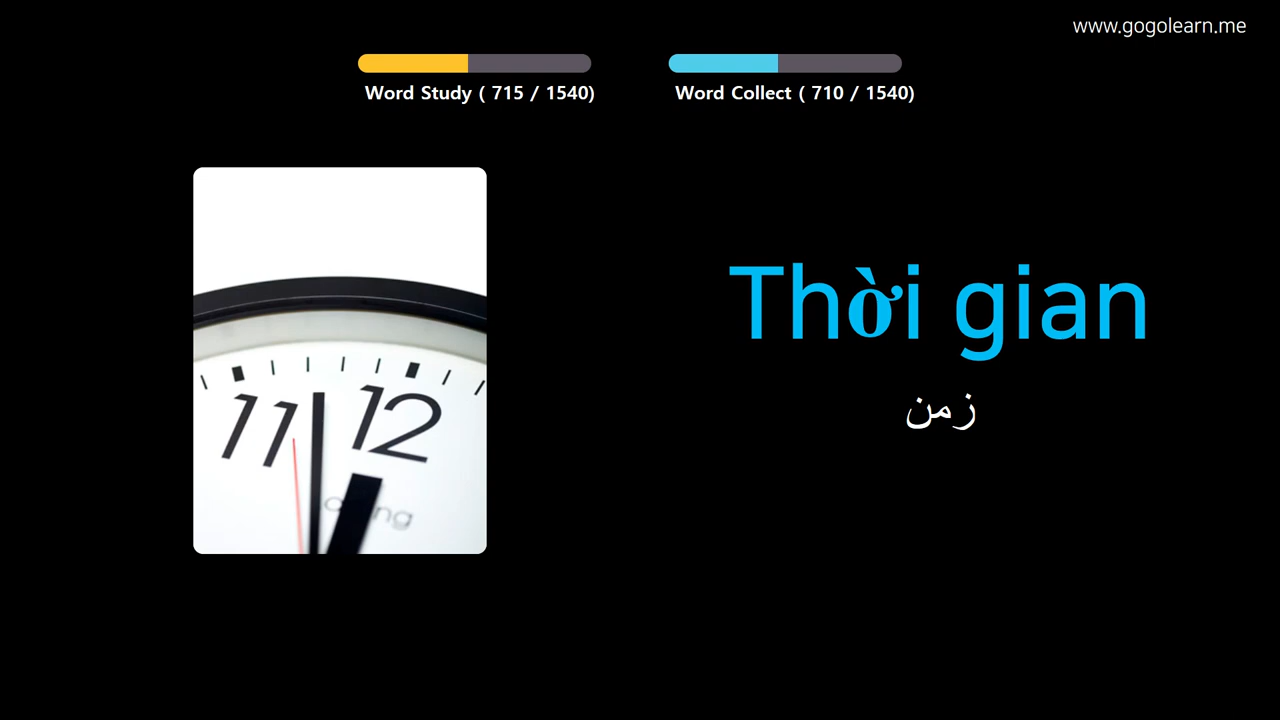 www.gogolearn.me
Word Study ( 715 / 1540)
Word Collect ( 710 / 1540)
11
12
Thời gian
زمن